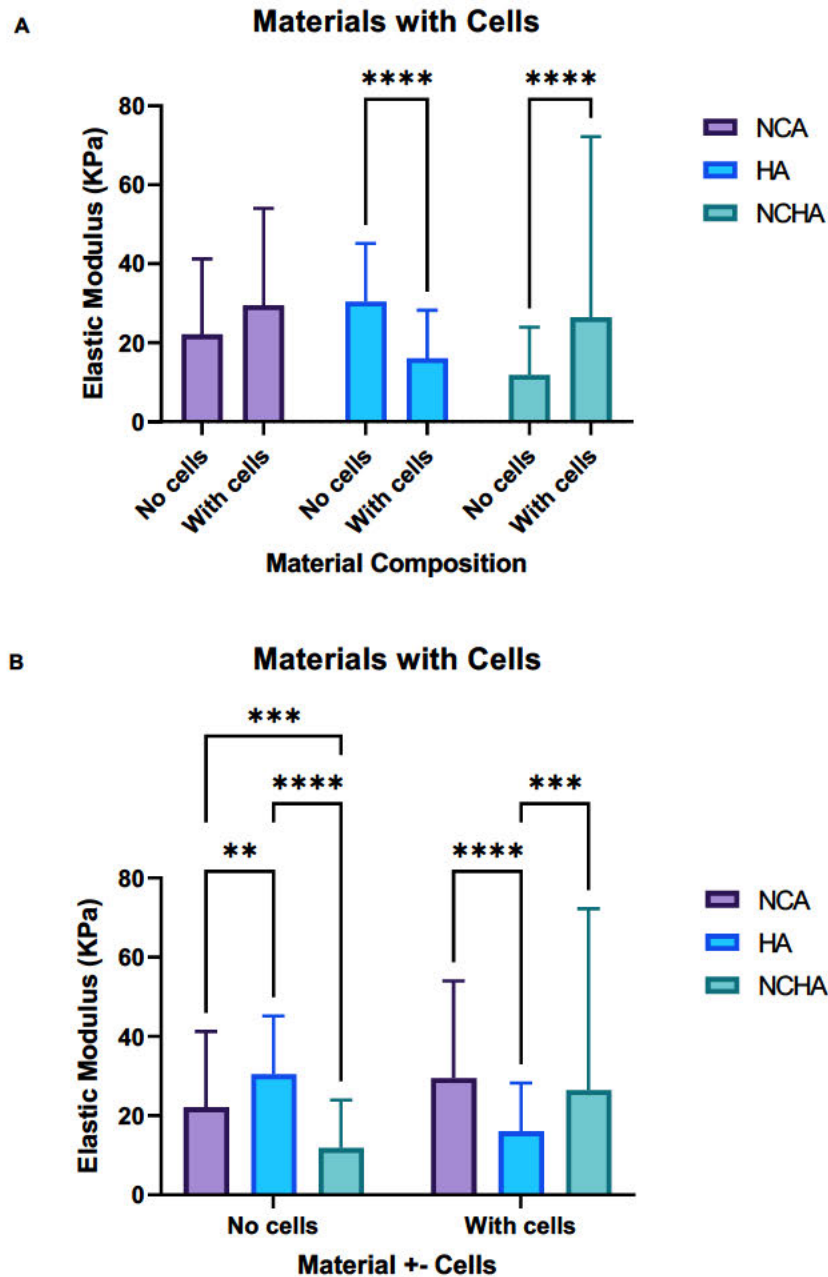 A
Materials with Cells
**** ****
80
60
40
20
0
Elastic Modulus (KPa)
NCA
HA
NCHA
No cells
With cells
No cells
With cells
No cells
With cells
Material Composition
B
Materials with Cells
***
**** ***
** ****
80
60
40
20
0
Elastic Modulus (KPa)
NCA
HA
NCHA
No cells With cells
Material +- Cells